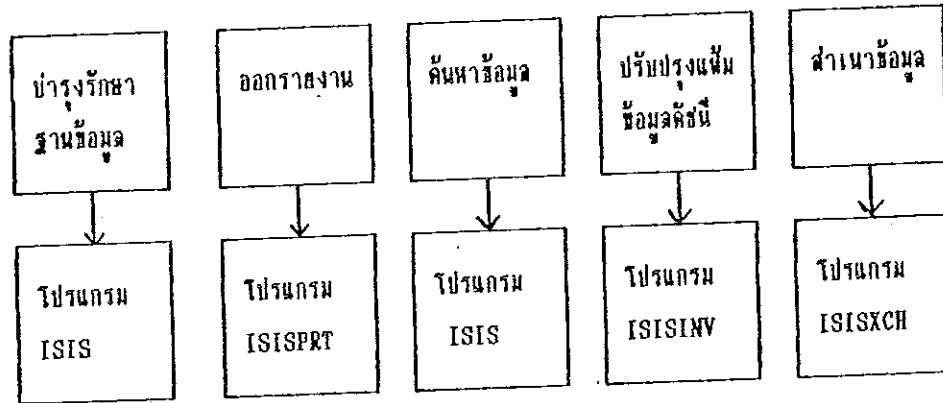 บำรุงรักษา
ฐานข้อมูล
ออกรายงาน
ค้นหาข้อมูล
ปรับปรุงแฟ้ม
ข้อมูลดัชนี
สำเนาข้อมูล
โปรแกรม
ISIS
โปรแกรม
ISISPRT
โปรแกรม
ISIS
โปรแกรม
ISISINV
โปรแกรม
ISISXCH